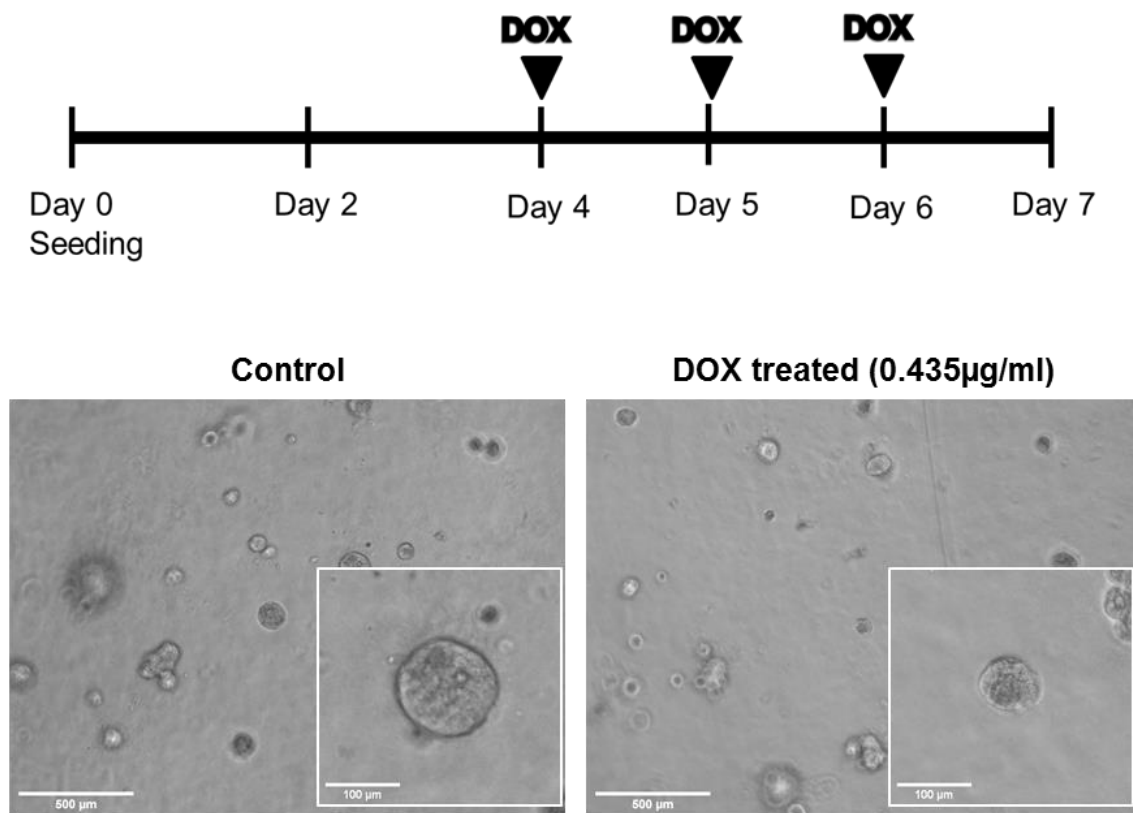 DOX DOX DOX
Day 0 Day 2 Day 4 Day 5 Day 6 Day 7
Seeding
Control DOX treated (0.435µg/ml)
500 µm 100 µm 500 µm 100 µm